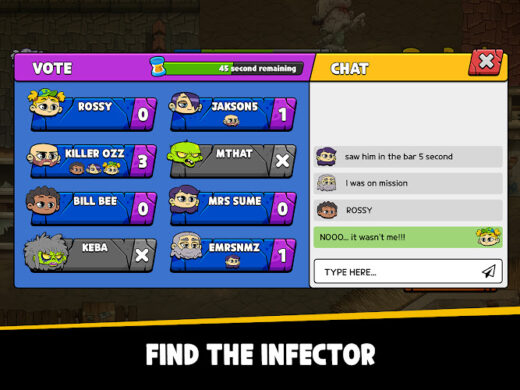 VOTE
45 second remaining
CHAT
X
ROSSY
0
JAKSON5
1
KILLER OZZ
3
MTHAT
X
BILL BEE
0
MRS SUME
0
KEBA
X
EMRSNMZ
1
saw him in the bar 5 second
I was on mission
ROSSY
NOOO... it wasn't me!!!
TYPE HERE...
FIND THE INFECTOR